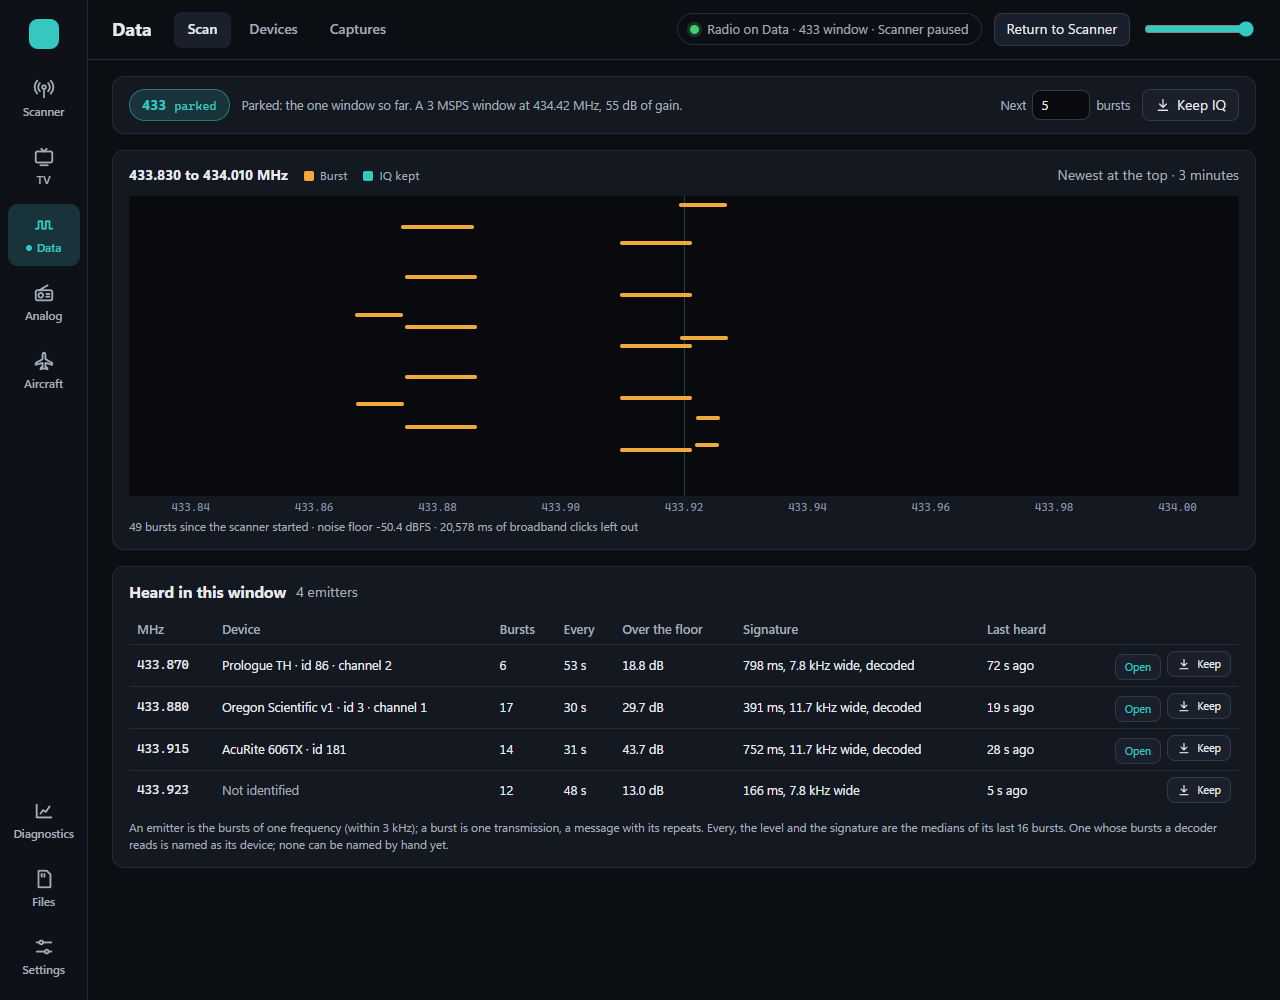 Data
Scan
Devices
Captures
Radio on Data · 433 window · Scanner paused
Return to Scanner
Scanner
TV
Data
Analog
Aircraft
Diagnostics
Files
Settings
433 parked
Parked: the one window so far. A 3 MSPS window at 434.42 MHz, 55 dB of gain.
Next 5 bursts
Keep IQ
433.830 to 434.010 MHz
Burst
IQ kept
Newest at the top · 3 minutes
433.84 433.86 433.88 433.90 433.92 433.94 433.96 433.98 434.00
49 bursts since the scanner started · noise floor -50.4 dBFS · 20,578 ms of broadband clicks left out
Heard in this window 4 emitters
MHz Device Bursts Every Over the floor Signature Last heard
433.870 Prologue TH · id 86 · channel 2 6 53 s 18.8 dB 798 ms, 7.8 kHz wide, decoded 72 s ago Open Keep
433.880 Oregon Scientific v1 · id 3 · channel 1 17 30 s 29.7 dB 391 ms, 11.7 kHz wide, decoded 19 s ago Open Keep
433.915 AcuRite 606TX · id 181 14 31 s 43.7 dB 752 ms, 11.7 kHz wide, decoded 28 s ago Open Keep
433.923 Not identified 12 48 s 13.0 dB 166 ms, 7.8 kHz wide 5 s ago Keep
An emitter is the bursts of one frequency (within 3 kHz); a burst is one transmission, a message with its repeats. Every, the level and the signature are the medians of its last 16 bursts. One whose bursts a decoder
reads is named as its device; none can be named by hand yet.